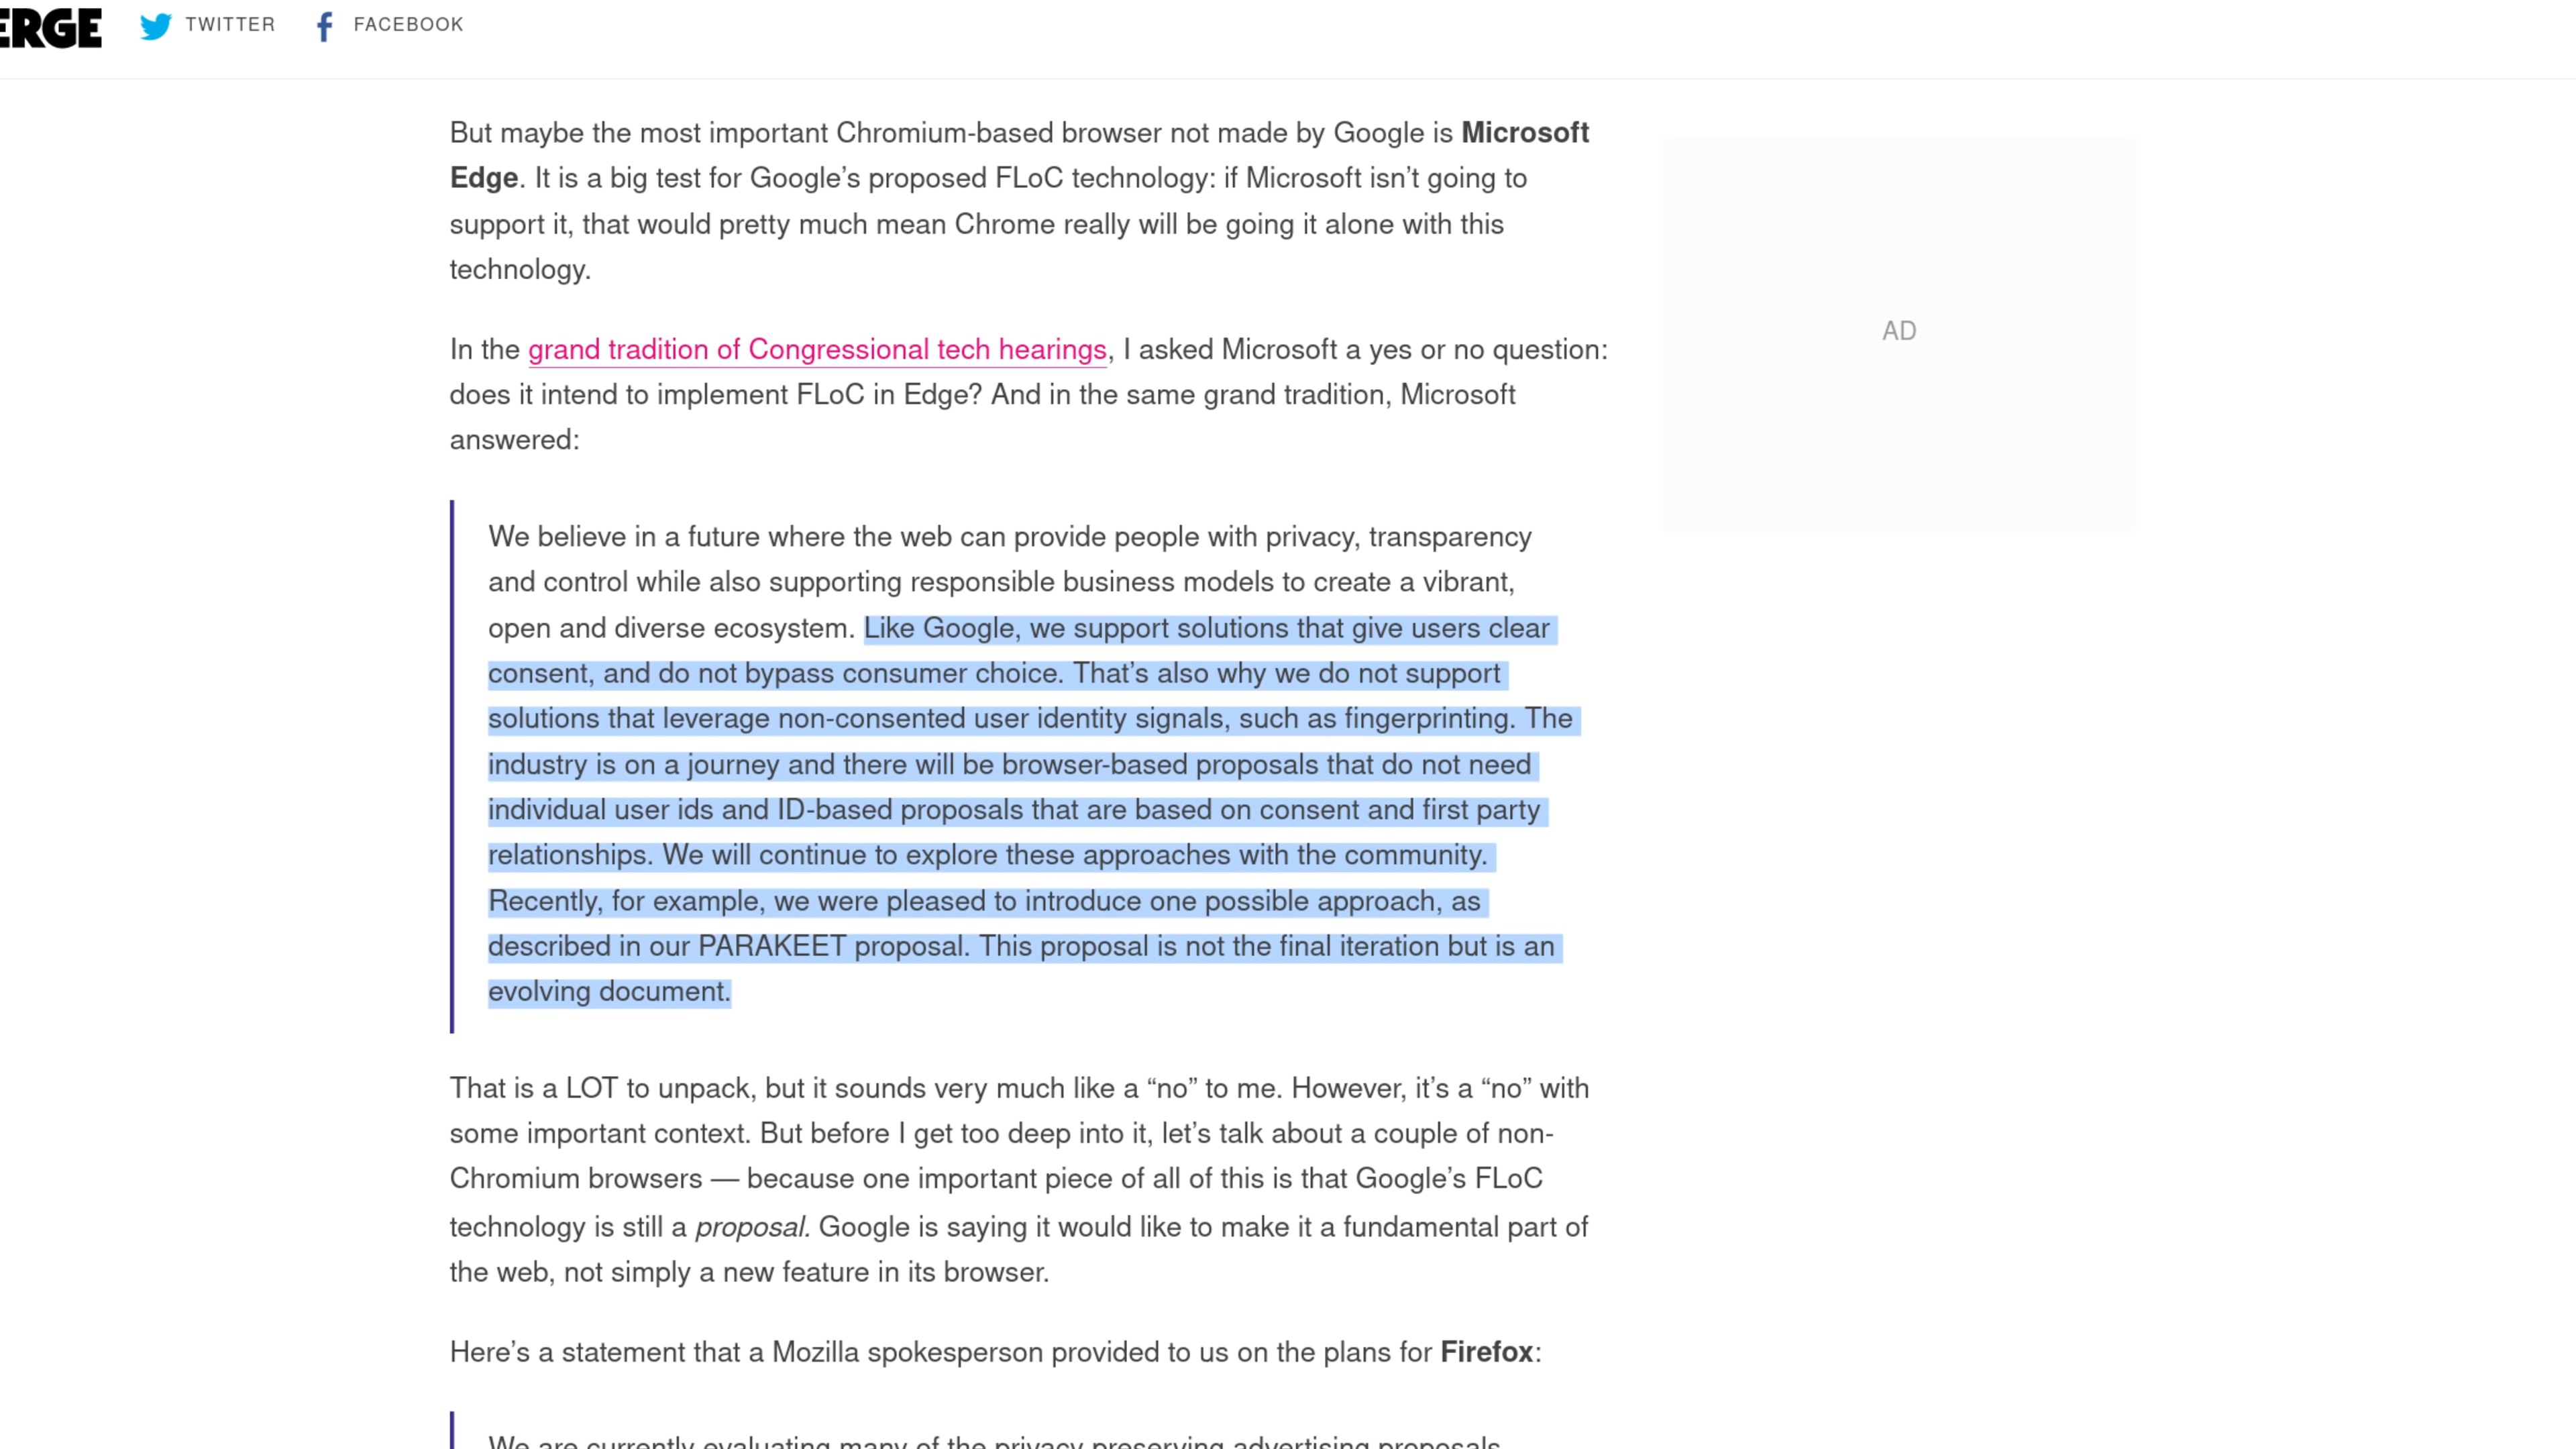 ERGE TWITTER FACEBOOK
But maybe the most important Chromium-based browser not made by Google is Microsoft
Edge. It is a big test for Google’s proposed FLoC technology: if Microsoft isn’t going to
support it, that would pretty much mean Chrome really will be going it alone with this
technology.
AD
In the grand tradition of Congressional tech hearings, I asked Microsoft a yes or no question:
does it intend to implement FLoC in Edge? And in the same grand tradition, Microsoft
answered:
We believe in a future where the web can provide people with privacy, transparency
and control while also supporting responsible business models to create a vibrant,
open and diverse ecosystem. Like Google, we support solutions that give users clear
consent, and do not bypass consumer choice. That’s also why we do not support
solutions that leverage non-consented user identity signals, such as fingerprinting. The
industry is on a journey and there will be browser-based proposals that do not need
individual user ids and ID-based proposals that are based on consent and first party
relationships. We will continue to explore these approaches with the community.
Recently, for example, we were pleased to introduce one possible approach, as
described in our PARAKEET proposal. This proposal is not the final iteration but is an
evolving document.
That is a LOT to unpack, but it sounds very much like a “no” to me. However, it’s a “no” with
some important context. But before I get too deep into it, let’s talk about a couple of non-
Chromium browsers — because one important piece of all of this is that Google’s FLoC
technology is still a proposal. Google is saying it would like to make it a fundamental part of
the web, not simply a new feature in its browser.
Here’s a statement that a Mozilla spokesperson provided to us on the plans for Firefox:
We are currently evaluating many of the privacy preserving advertising proposals